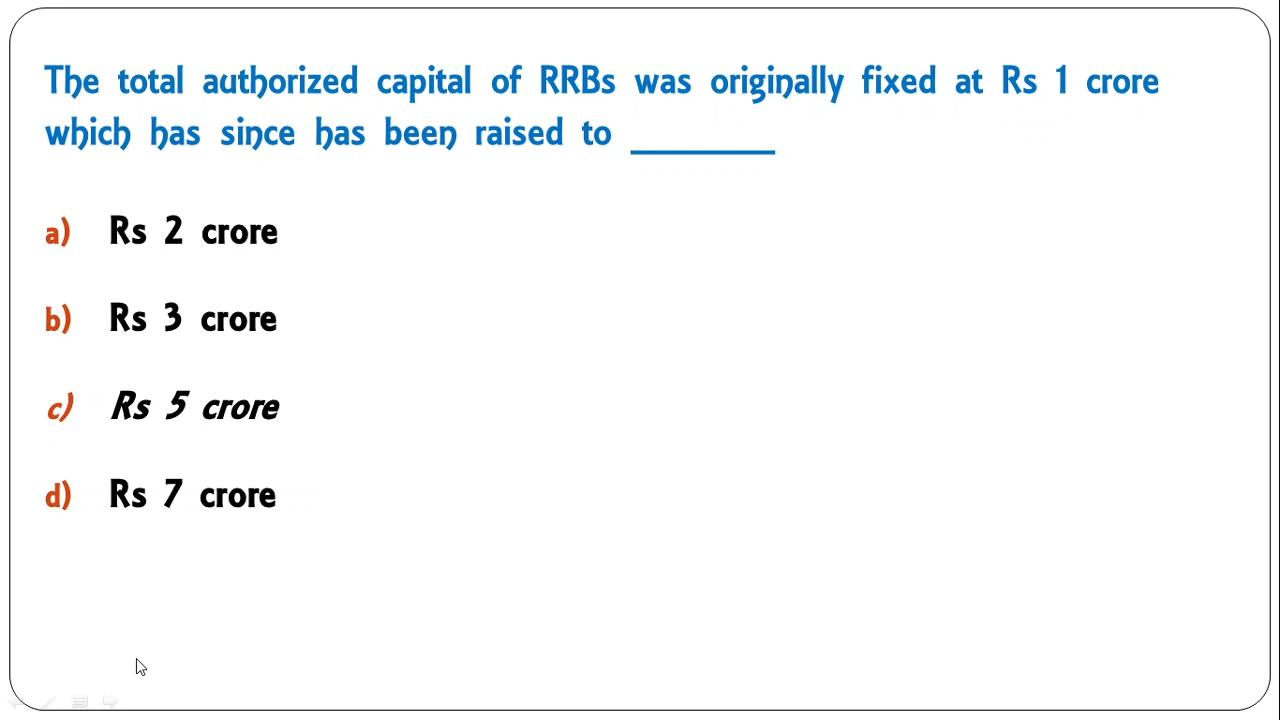 The total authorized capital of RRBs was originally fixed at Rs 1 crore
which has since has been raised to ________
a) Rs 2 crore
b) Rs 3 crore
c) Rs 5 crore
d) Rs 7 crore